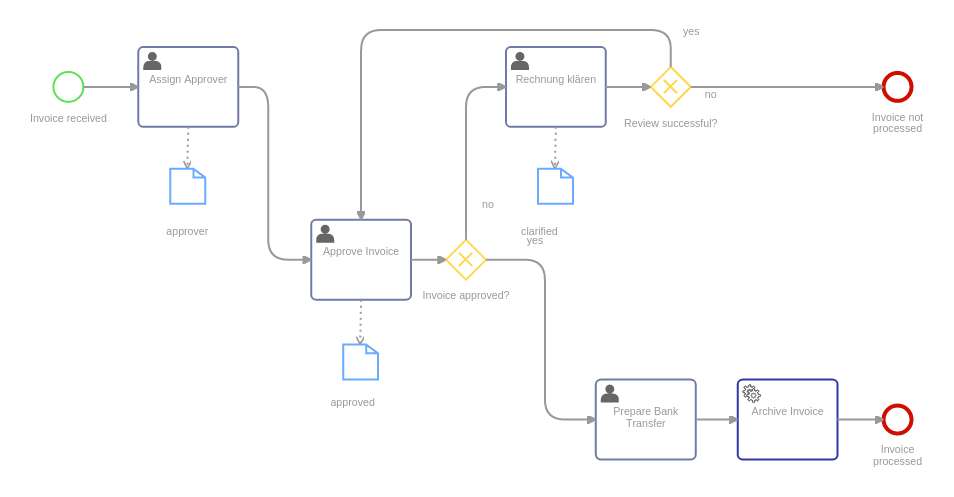 yes
Assign Approver
Rechnung klären
no
Invoice received
Review successful?
Invoice not
processed
approver
no
clarified
yes
Approve Invoice
Invoice approved?
approved
Prepare Bank
Transfer
Archive Invoice
Invoice
processed